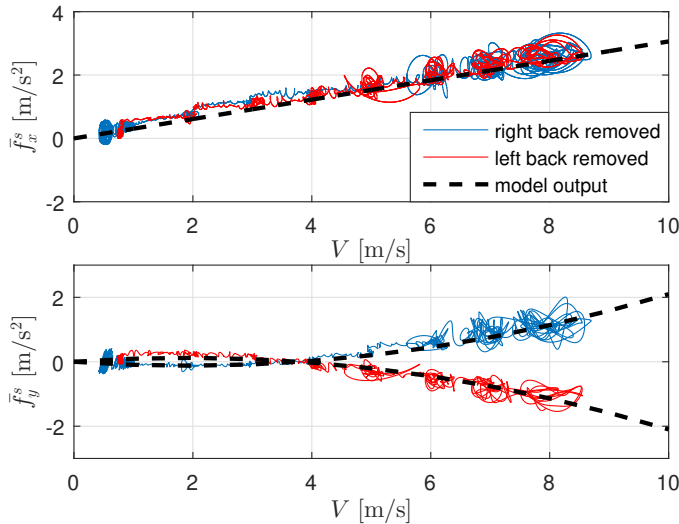 4
2
0
-2
f̄ₓˢ [m/s²]
right back removed
left back removed
model output
0 2 4 6 8 10
V [m/s]
2
0
-2
f̄ᵧˢ [m/s²]
0 2 4 6 8 10
V [m/s]